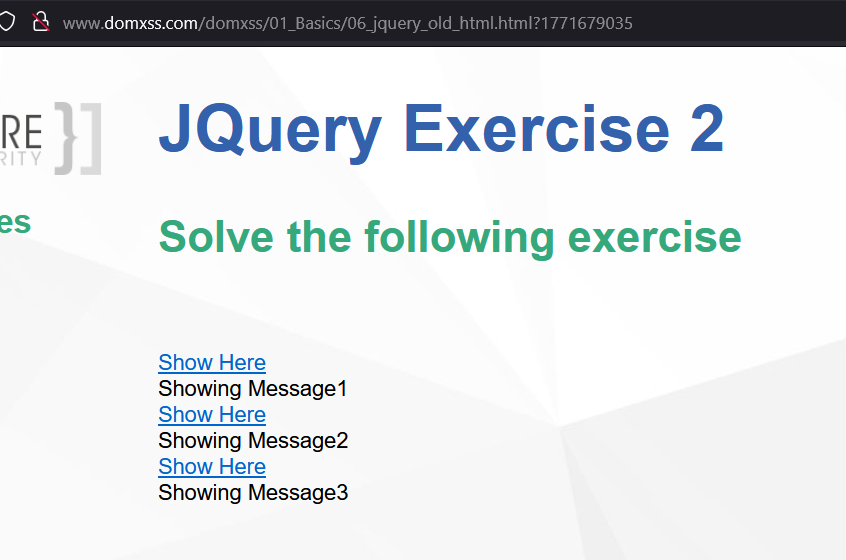 www.domxss.com/domxss/01_Basics/06_jquery_old_html.html?1771679035
RE }]
RITY
JQuery Exercise 2
es
Solve the following exercise
Show Here
Showing Message1
Show Here
Showing Message2
Show Here
Showing Message3